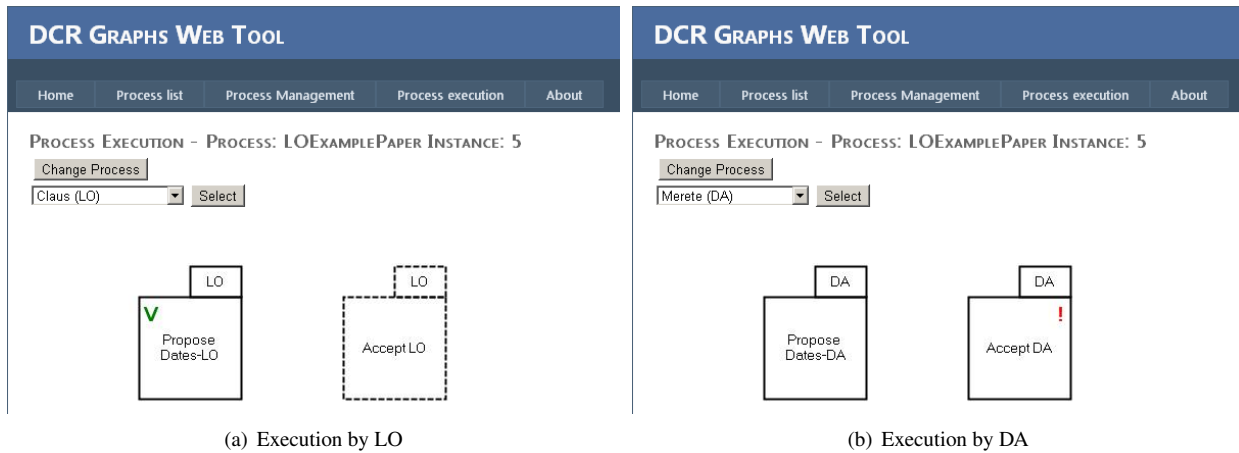 DCR Graphs Web Tool
Home Process list Process Management Process execution About
Process Execution - Process: LOExamplePaper Instance: 5
Change Process
Claus (LO) Select
LO
V
Propose
Dates-LO
LO
Accept LO
(a) Execution by LO
DCR Graphs Web Tool
Home Process list Process Management Process execution About
Process Execution - Process: LOExamplePaper Instance: 5
Change Process
Merete (DA) Select
DA
Propose
Dates-DA
DA
!
Accept DA
(b) Execution by DA